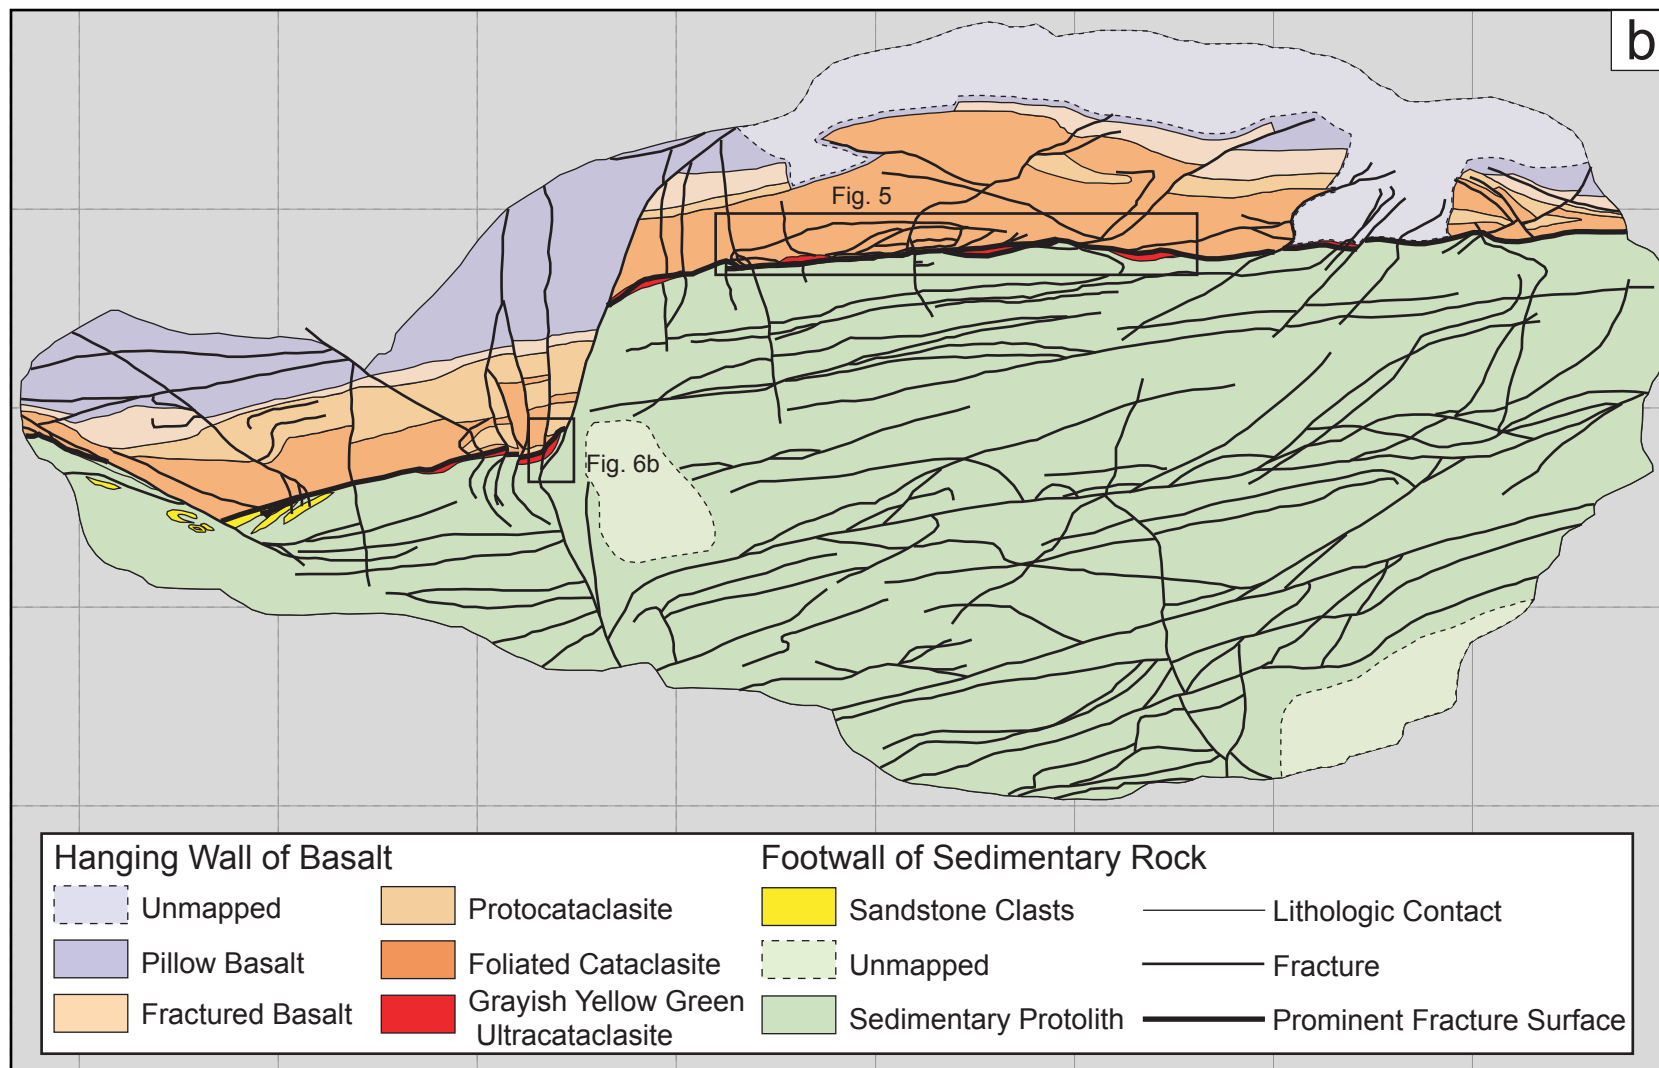 b
Fig. 5
Fig. 6b
Hanging Wall of Basalt
Unmapped
Pillow Basalt
Fractured Basalt
Protocataclasite
Foliated Cataclasite
Grayish Yellow Green
Ultracataclasite
Footwall of Sedimentary Rock
Sandstone Clasts
Unmapped
Sedimentary Protolith
Lithologic Contact
Fracture
Prominent Fracture Surface